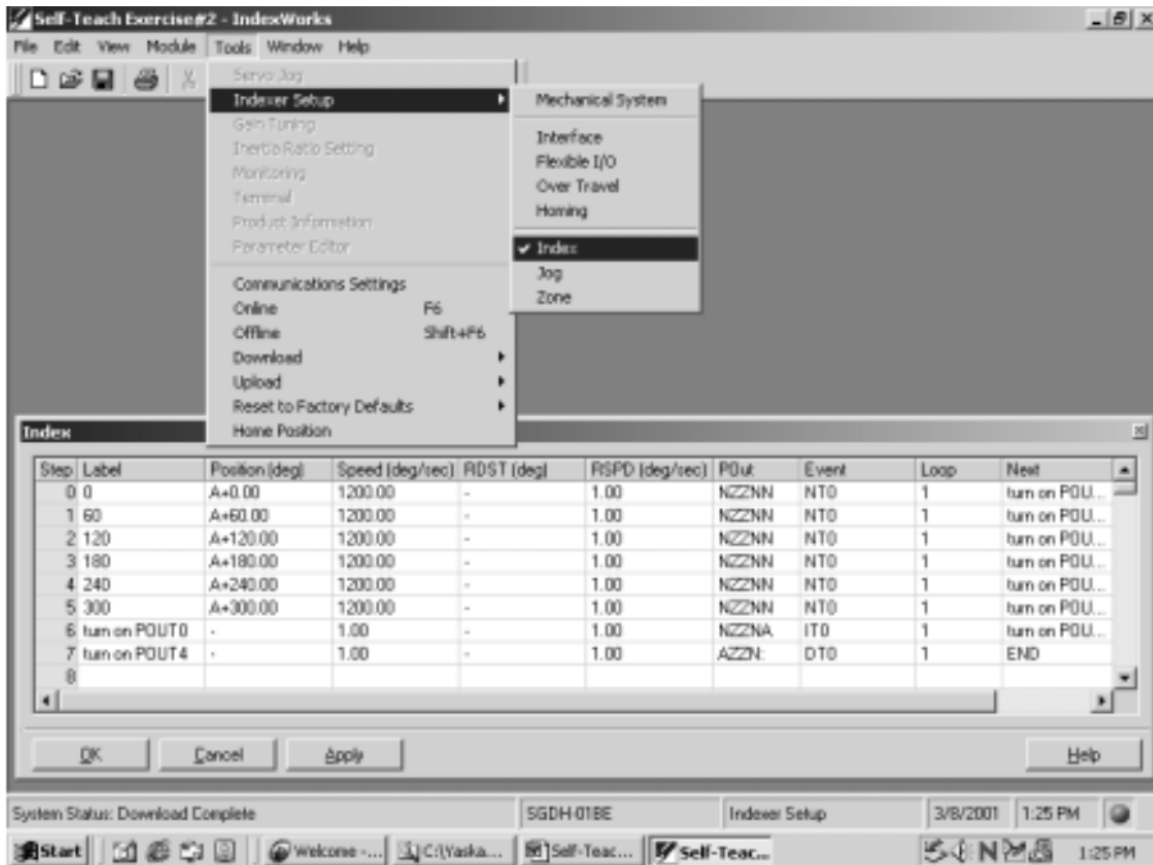 Self-Teach Exercise#2 - IndexWorks
File Edit View Module Tools Window Help
Servo Jog
Indexer Setup
Gain Tuning
Inertia Ratio Setting
Monitoring
Terminal
Product Information
Parameter Editor
Communications Settings
Online F6
Offline Shift+F6
Download
Upload
Reset to Factory Defaults
Home Position
Mechanical System
Interface
Flexible I/O
Over Travel
Homing
Index
Jog
Zone
Index
Step Label Position (deg) Speed (deg/sec) RDST (deg) RSPD (deg/sec) POut Event Loop Next
0 0 A+0.00 1200.00 - 1.00 NZZNN NT0 1 turn on POU...
1 60 A+60.00 1200.00 - 1.00 NZZNN NT0 1 turn on POU...
2 120 A+120.00 1200.00 - 1.00 NZZNN NT0 1 turn on POU...
3 180 A+180.00 1200.00 - 1.00 NZZNN NT0 1 turn on POU...
4 240 A+240.00 1200.00 - 1.00 NZZNN NT0 1 turn on POU...
5 300 A+300.00 1200.00 - 1.00 NZZNN NT0 1 turn on POU...
6 turn on POUT0 - 1.00 - 1.00 NZZNA IT0 1 turn on POU...
7 turn on POUT4 - 1.00 - 1.00 AZZN: DT0 1 END
8
OK Cancel Apply Help
System Status: Download Complete SGDH-01BE Indexer Setup 3/8/2001 1:25 PM
Start Welcome -... C:\Yaska... Self-Teac... Self-Teac... 1:25 PM